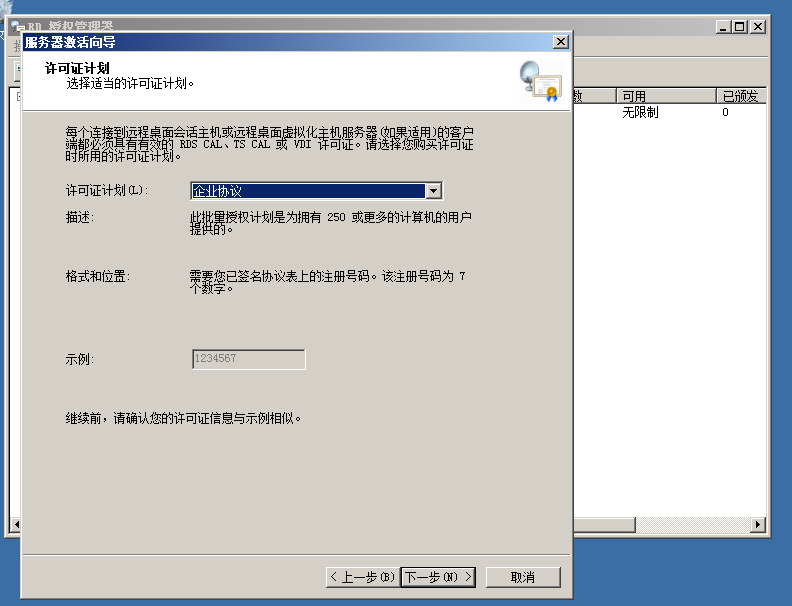 RD 授权管理器
服务器激活向导
许可证计划
选择适当的许可证计划。
数
可用
已颁发
无限制
0
每个连接到远程桌面会话主机或远程桌面虚拟化主机服务器(如果适用)的客户
端都必须具有有效的 RDS CAL、TS CAL 或 VDI 许可证。请选择您购买许可证
时所用的许可证计划。
许可证计划(L):
企业协议
描述:
此批量授权计划是为拥有 250 或更多的计算机的用户
提供的。
格式和位置:
需要您已签名协议表上的注册号码。该注册号码为 7
个数字。
示例:
1234567
继续前，请确认您的许可证信息与示例相似。
< 上一步(B)
下一步(N) >
取消